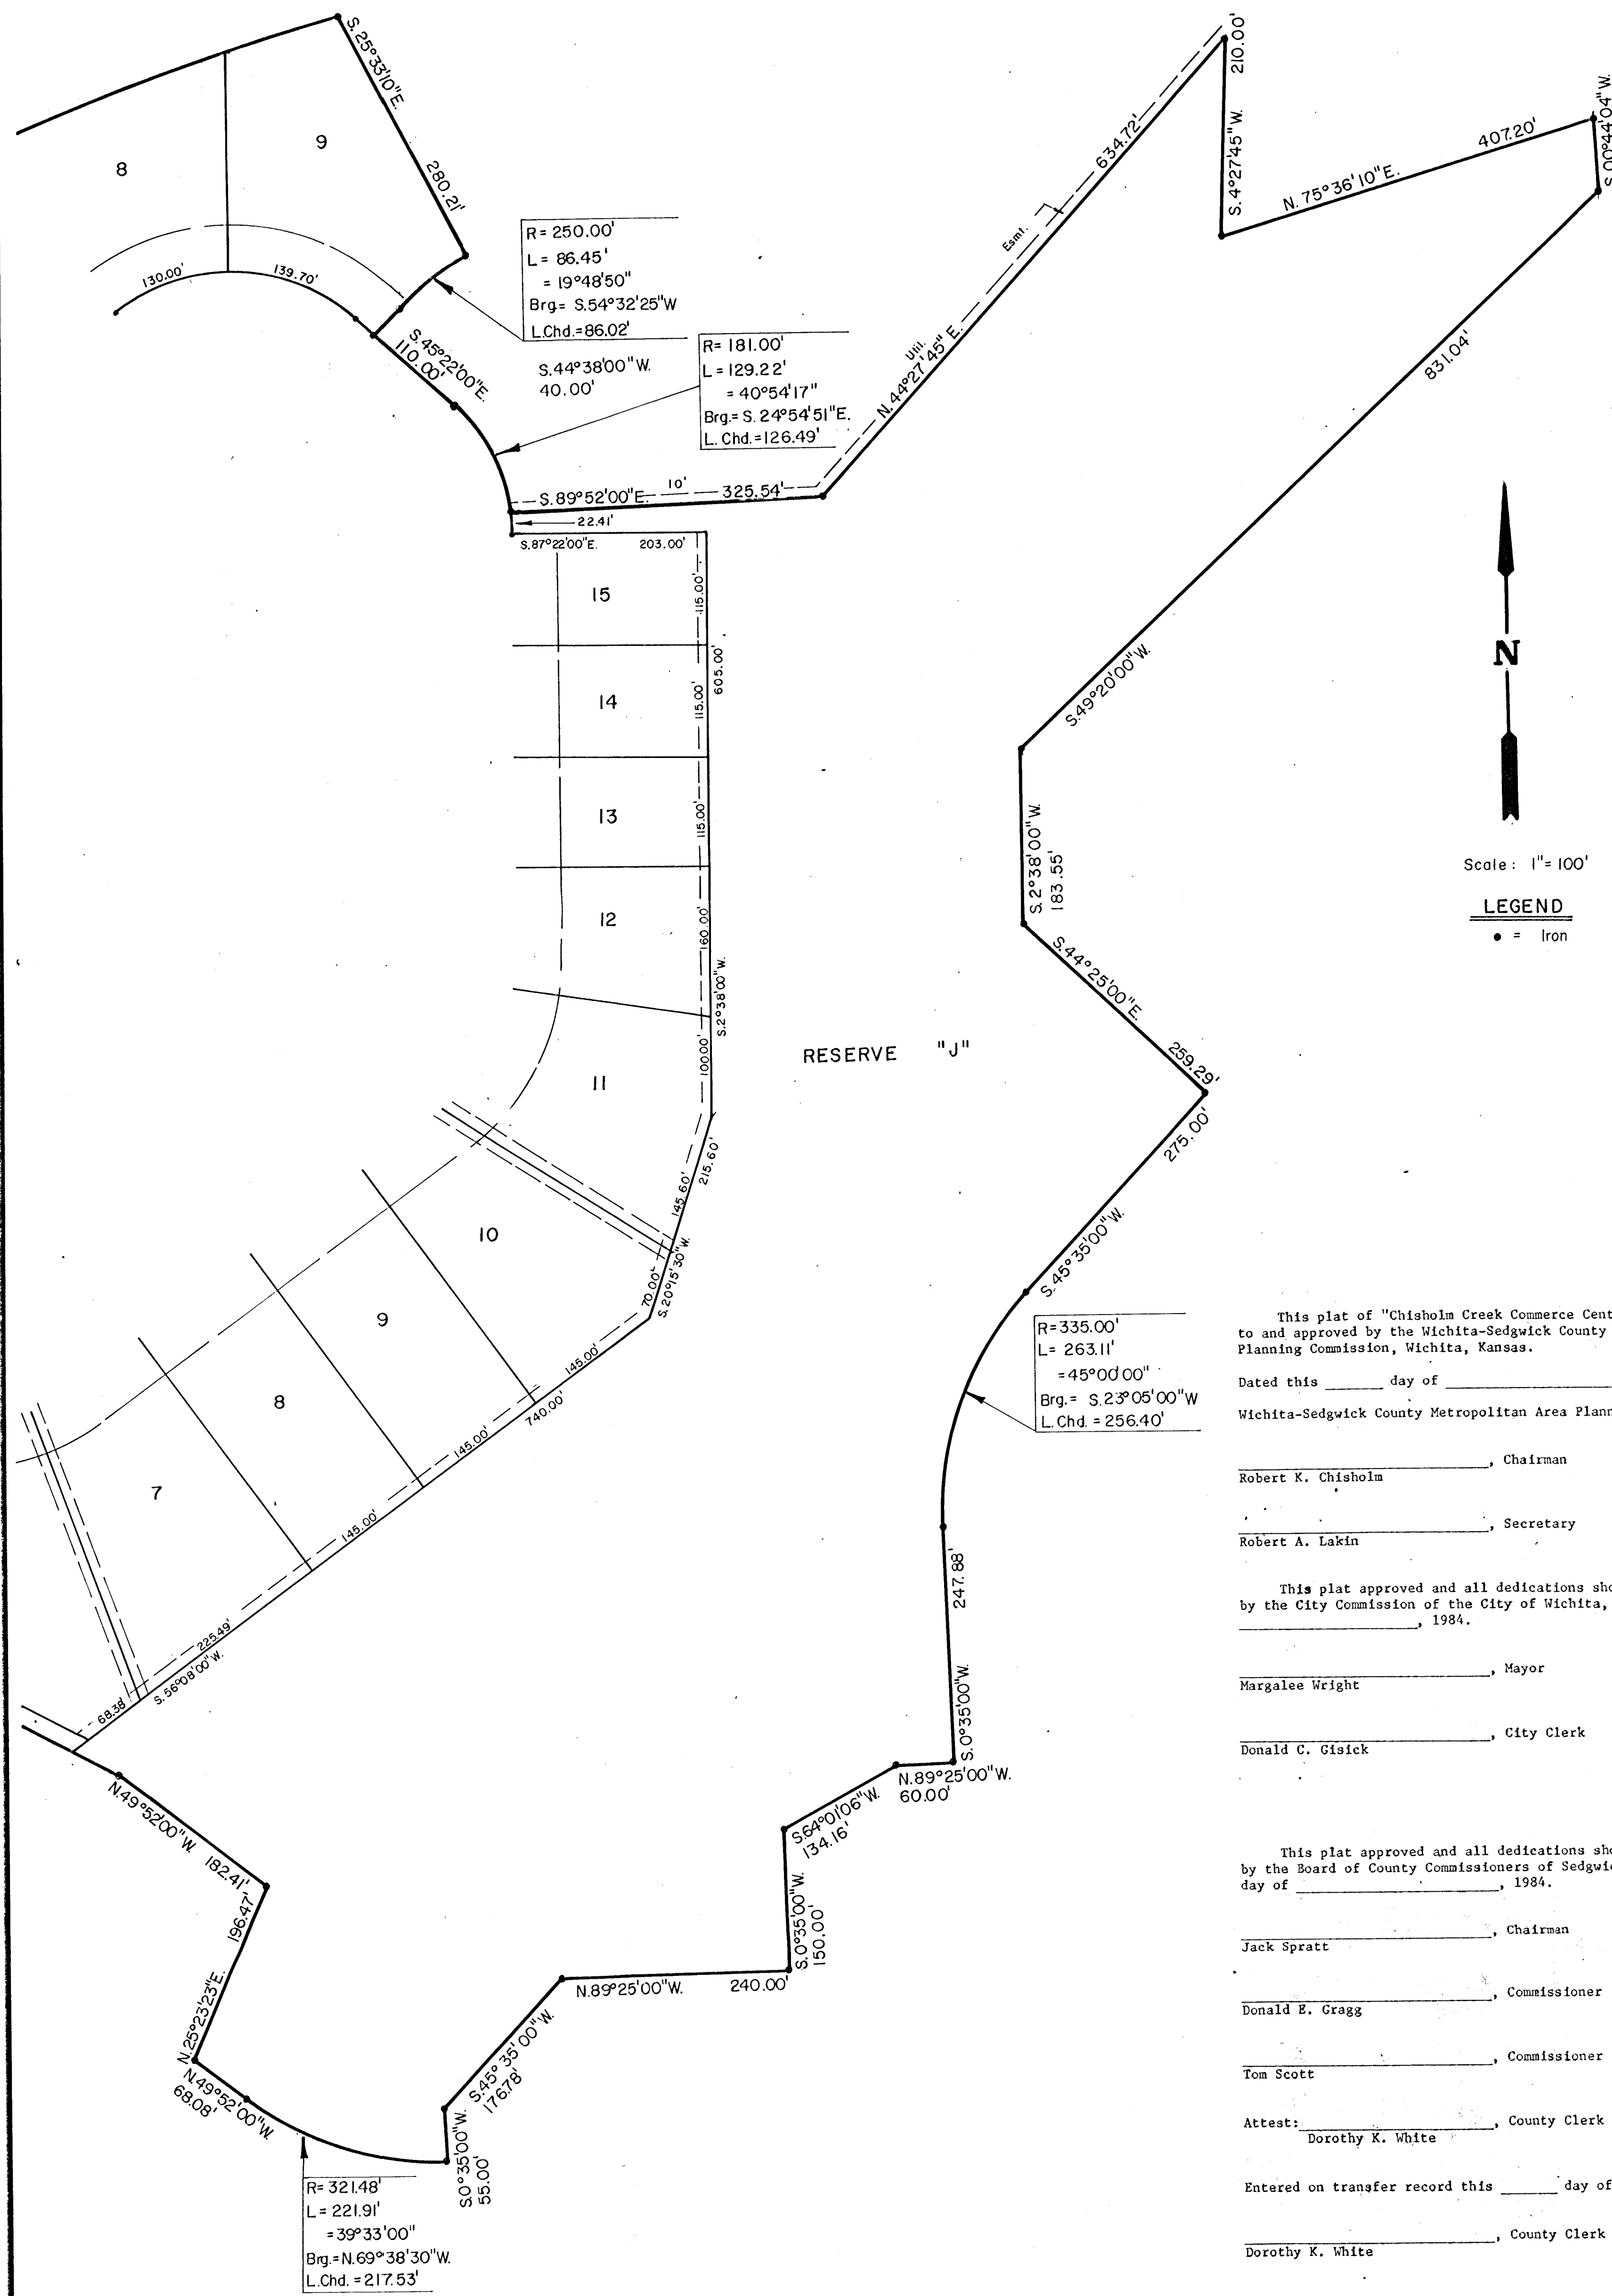 S. 25°33'10"E.
280.21'
8
9
130.00'
139.70'
R = 250.00'
L = 86.45'
= 19°48'50"
Brg= S.54°32'25"W
L.Chd.=86.02'
S.45°22'00"E.
110.00'
S.44°38'00"W.
40.00'
R= 181.00'
L = 129.22'
= 40°54'17"
Brg.= S. 24°54'51"E.
L. Chd.=126.49'
S.89°52'00"E.
10'
325.54'
22.41'
S.87°22'00"E.
203.00'
N. 44°27'45" E.
634.72'
Util.
Esmt.
210.00'
S. 4°27'45" W.
N. 75°36'10"E.
407.20'
S. 00°44'04" W.
831.04'
S.49°20'00"W.
N
Scale: 1"= 100'
LEGEND
● = Iron
15
115.00'
605.00'
14
115.00'
13
115.00'
12
160.00'
S.2°38'00"W.
100.00'
11
145.60'
215.60'
70.00'
S.20°15'30"W.
10
9
8
7
145.00'
740.00'
145.00'
145.00'
225.49'
S.56°08'00"W.
68.38'
RESERVE "J"
S. 2°38'00" W.
183.55'
S.44°25'00"E.
259.29'
275.00'
S.45°35'00"W.
R=335.00'
L= 263.11'
=45°00'00"
Brg.= S.23°05'00"W
L. Chd. = 256.40'
247.88'
S.0°35'00"W.
N.89°25'00"W.
60.00'
S.64°01'06"W.
134.16'
S.0°35'00"W.
150.00'
N.89°25'00"W.
240.00'
S.45°35'00"W.
176.78'
S.0°35'00"W.
55.00'
N.49°52'00"W.
182.41'
196.47'
N.25°23'23"E.
N.49°52'00"W.
68.08'
R= 321.48'
L = 221.91'
=39°33'00"
Brg.=N.69°38'30"W.
L.Chd. =217.53'
This plat of "Chisholm Creek Commerce Cent
to and approved by the Wichita-Sedgwick County
Planning Commission, Wichita, Kansas.
Dated this ______ day of ________________
Wichita-Sedgwick County Metropolitan Area Plann
__________________________, Chairman
Robert K. Chisholm
__________________________, Secretary
Robert A. Lakin
This plat approved and all dedications sho
by the City Commission of the City of Wichita,
___________________, 1984.
__________________________, Mayor
Margalee Wright
__________________________, City Clerk
Donald C. Gisick
This plat approved and all dedications sho
by the Board of County Commissioners of Sedgwi
day of ______________________, 1984.
__________________________, Chairman
Jack Spratt
__________________________, Commissioner
Donald E. Gragg
__________________________, Commissioner
Tom Scott
Attest: ____________________, County Clerk
Dorothy K. White
Entered on transfer record this ______ day of
__________________________, County Clerk
Dorothy K. White